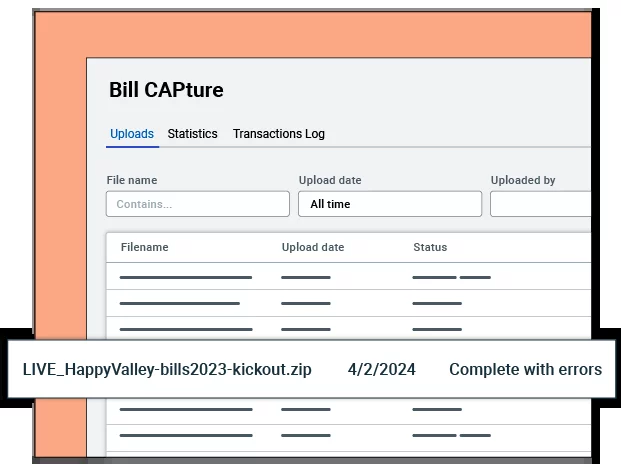 Bill CAPture
Uploads Statistics Transactions Log
File name Upload date Uploaded by
Contains... All time
Filename Upload date Status
LIVE_HappyValley-bills2023-kickout.zip 4/2/2024 Complete with errors